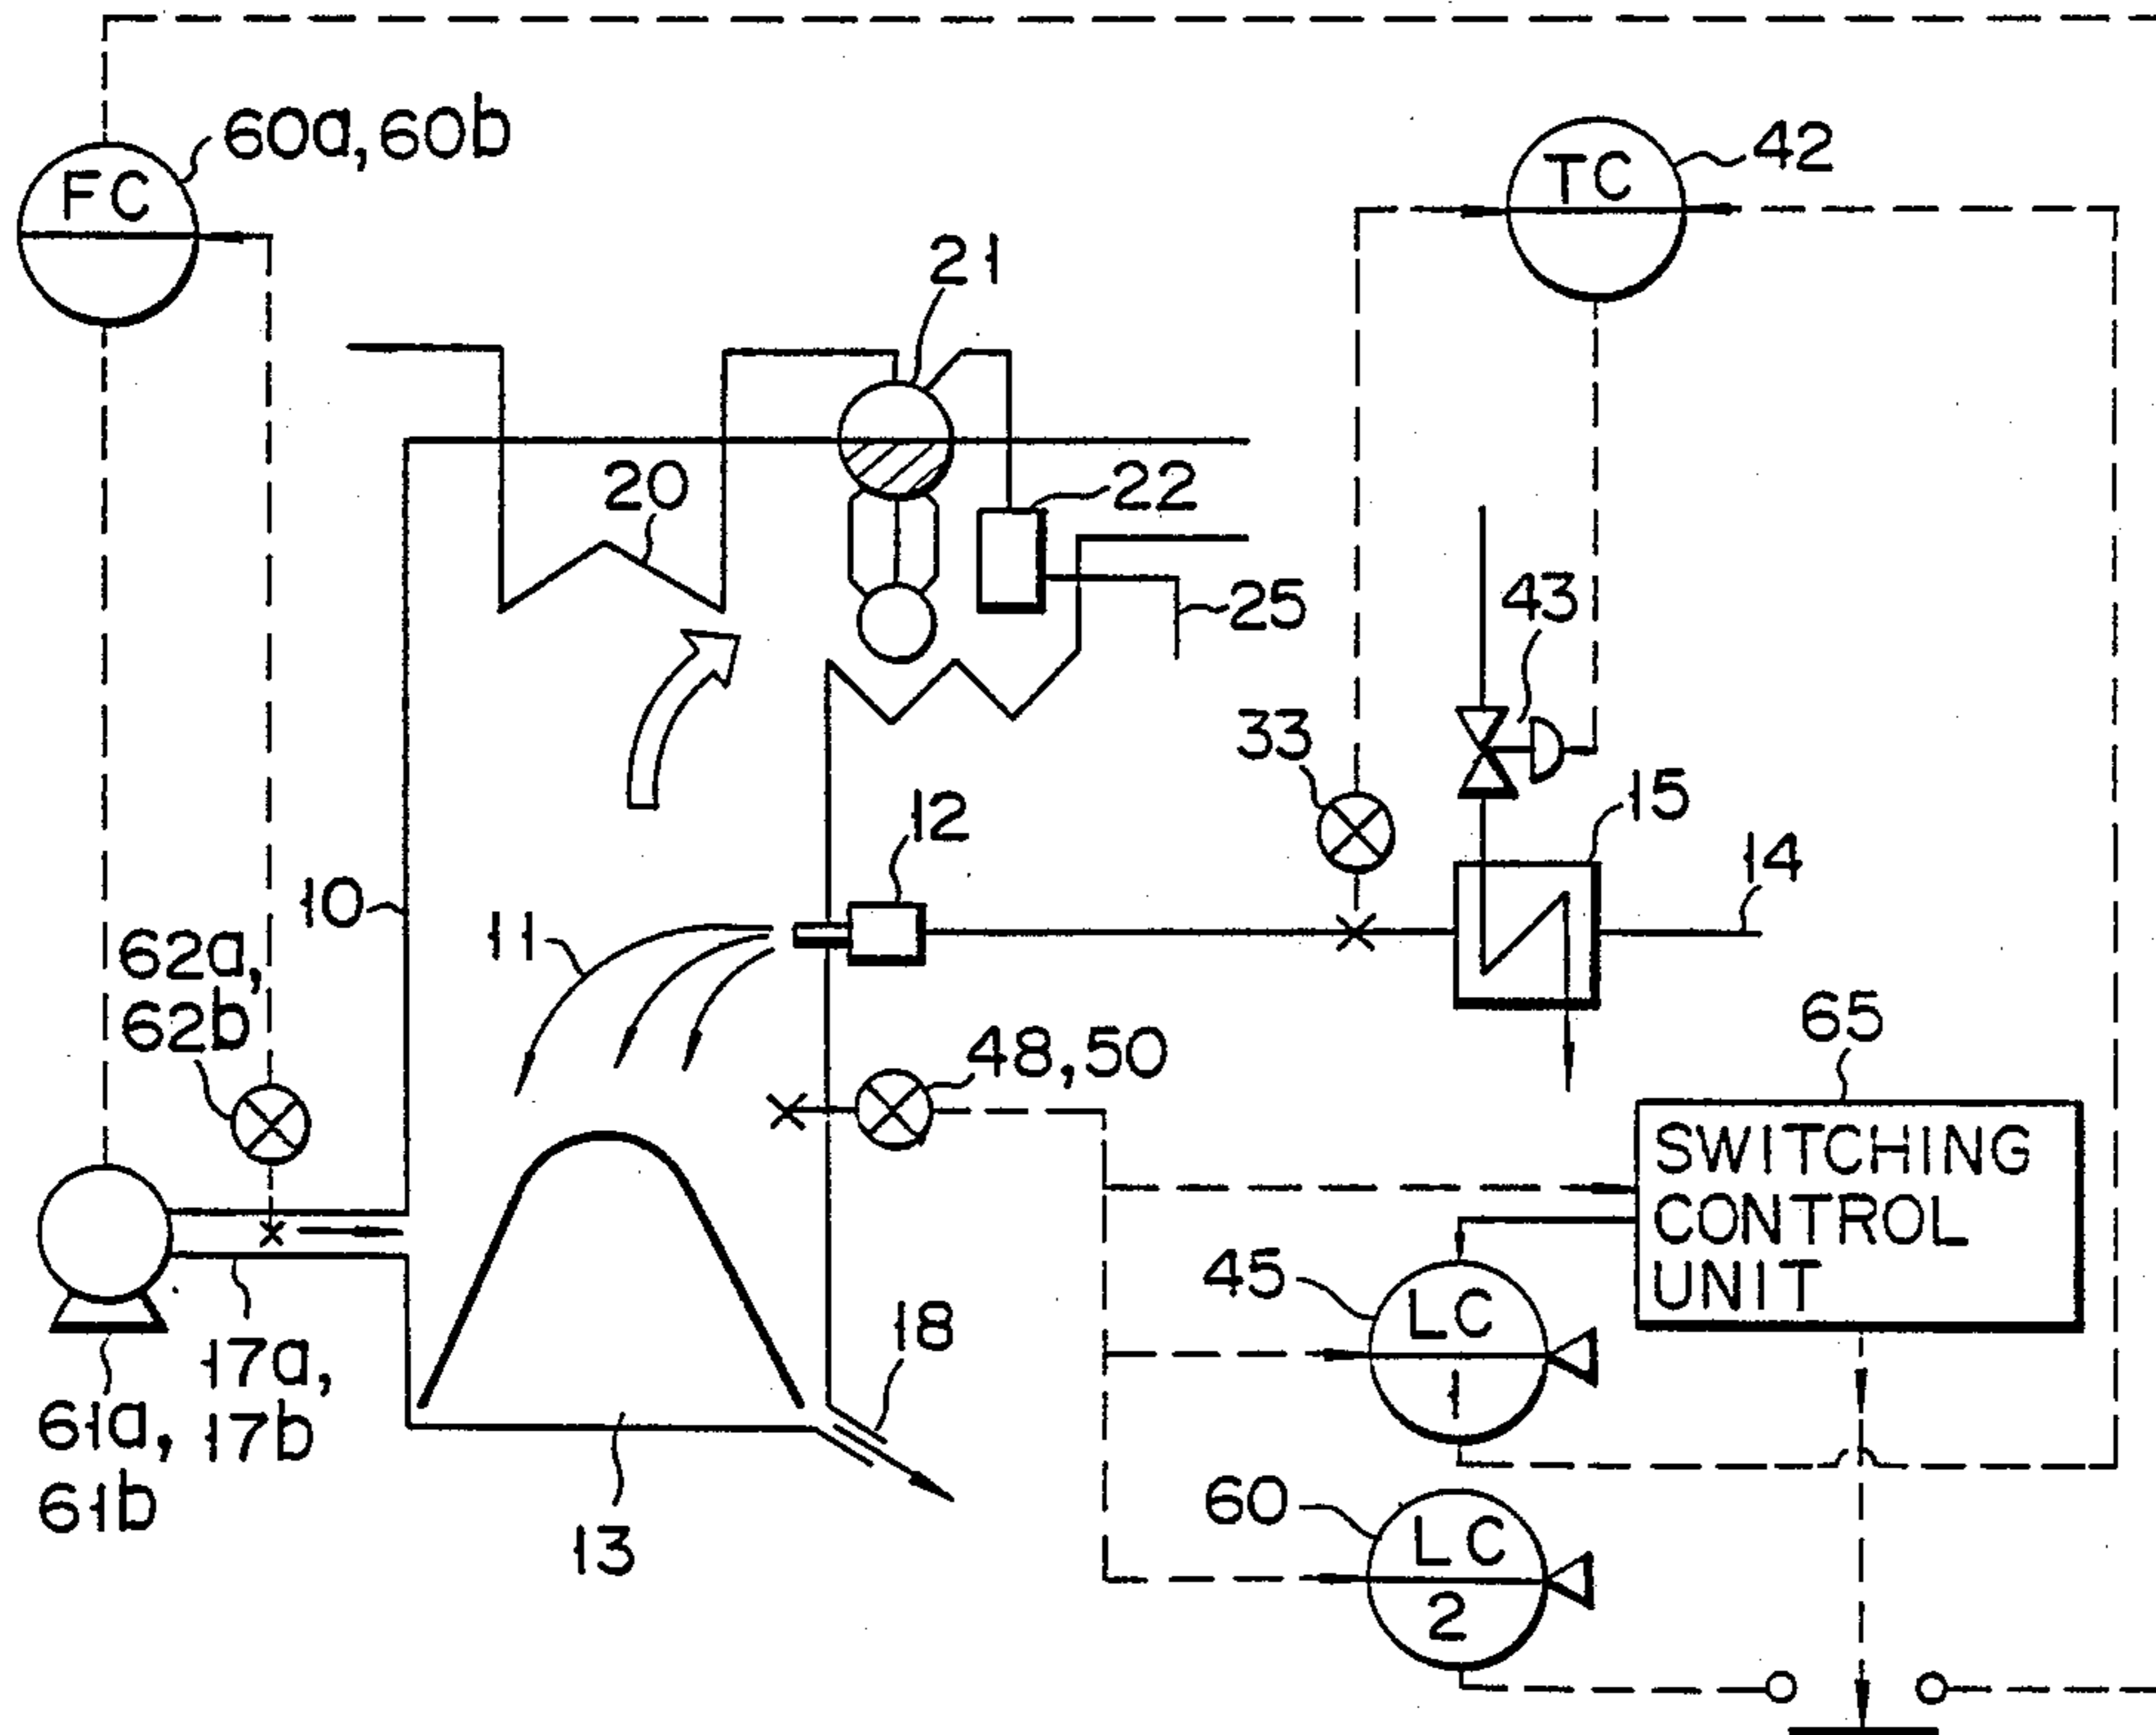 60a, 60b
FC
TC
42
21
20
22
25
43
33
15
12
14
10
11
62a,
62b
48, 50
65
SWITCHING
CONTROL
UNIT
45
LC
1
18
17a,
17b
61a,
61b
13
60
LC
2